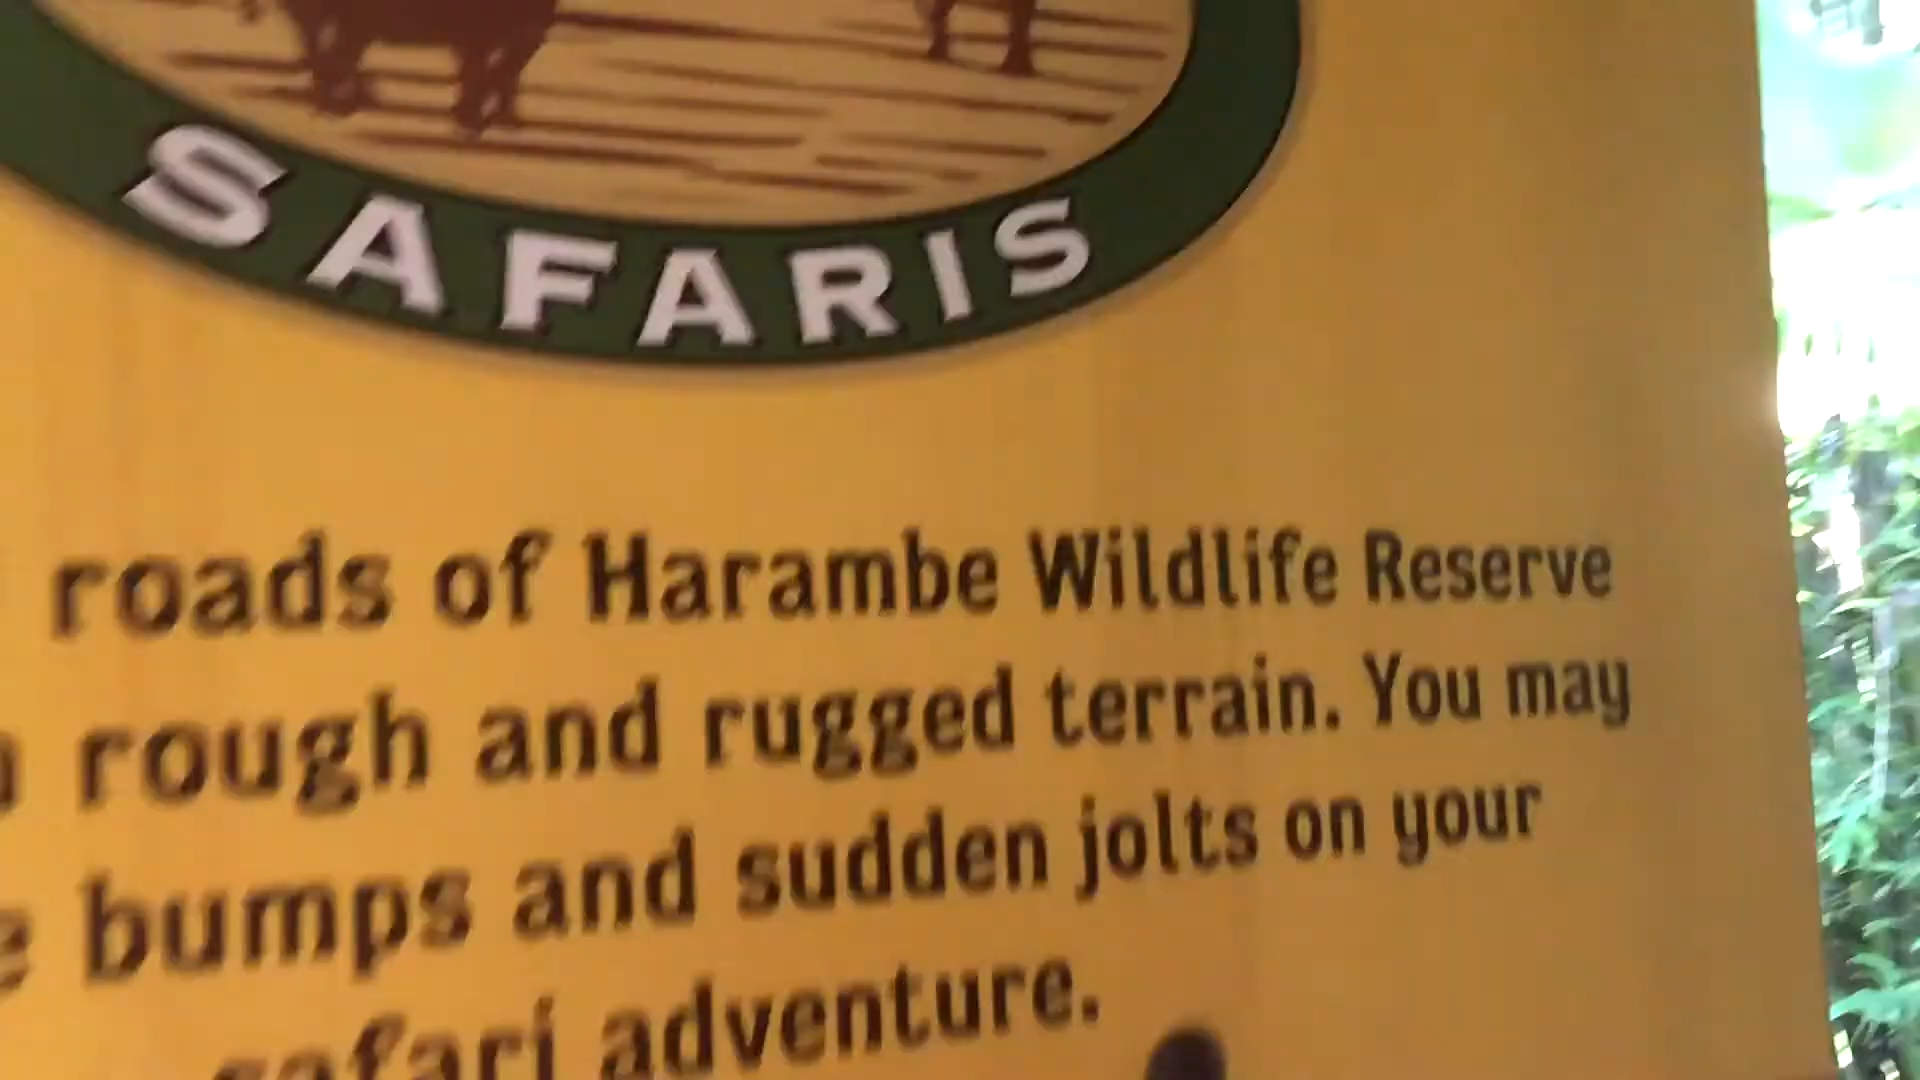 SAFARIS
roads of Harambe Wildlife Reserve
rough and rugged terrain. You may
bumps and sudden jolts on your
safari adventure.